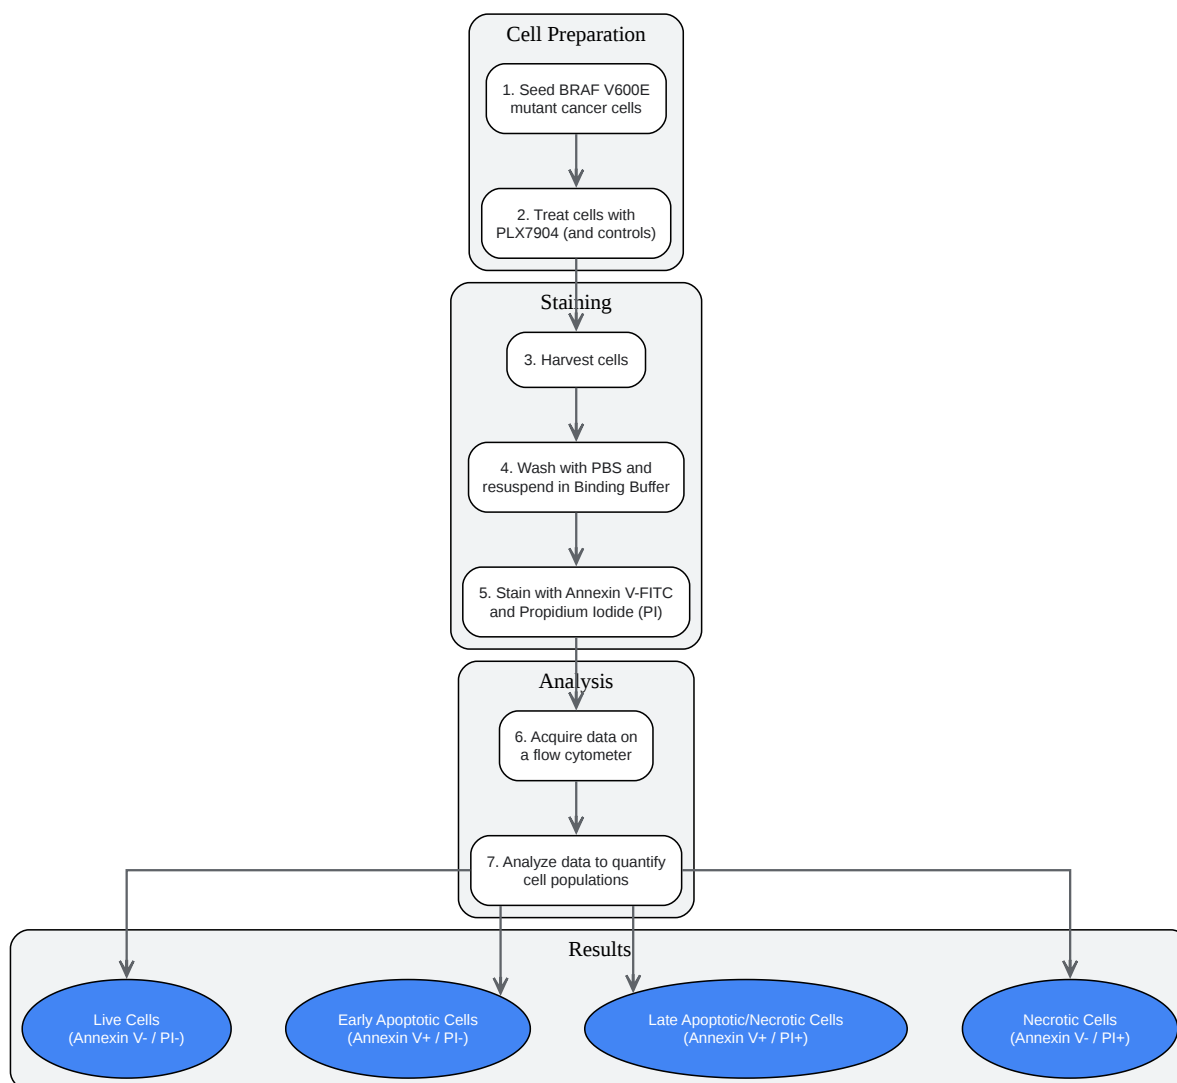 Cell Preparation
1. Seed BRAF V600E
mutant cancer cells
2. Treat cells with
PLX7904 (and controls)
Staining
3. Harvest cells
4. Wash with PBS and
resuspend in Binding Buffer
5. Stain with Annexin V-FITC
and Propidium Iodide (PI)
Analysis
6. Acquire data on
a flow cytometer
7. Analyze data to quantify
cell populations
Results
Live Cells
(Annexin V- / PI-)
Early Apoptotic Cells
(Annexin V+ / PI-)
Late Apoptotic/Necrotic Cells
(Annexin V+ / PI+)
Necrotic Cells
(Annexin V- / PI+)